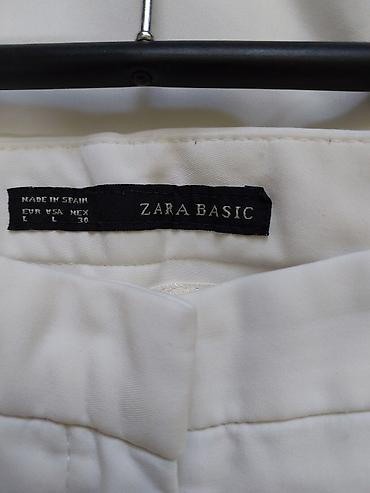 MADE IN SPAIN
EUR USA MEX
L L 30
ZARA BASIC